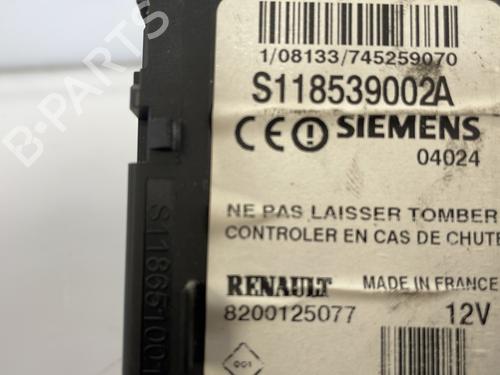 1/08133/745259070
S118539002A
SIEMENS
04024
NE PAS LAISSER TOMBER
CONTROLER EN CAS DE CHUTE
RENAULT
MADE IN FRANCE
8200125077
12V
001
B-PARTS